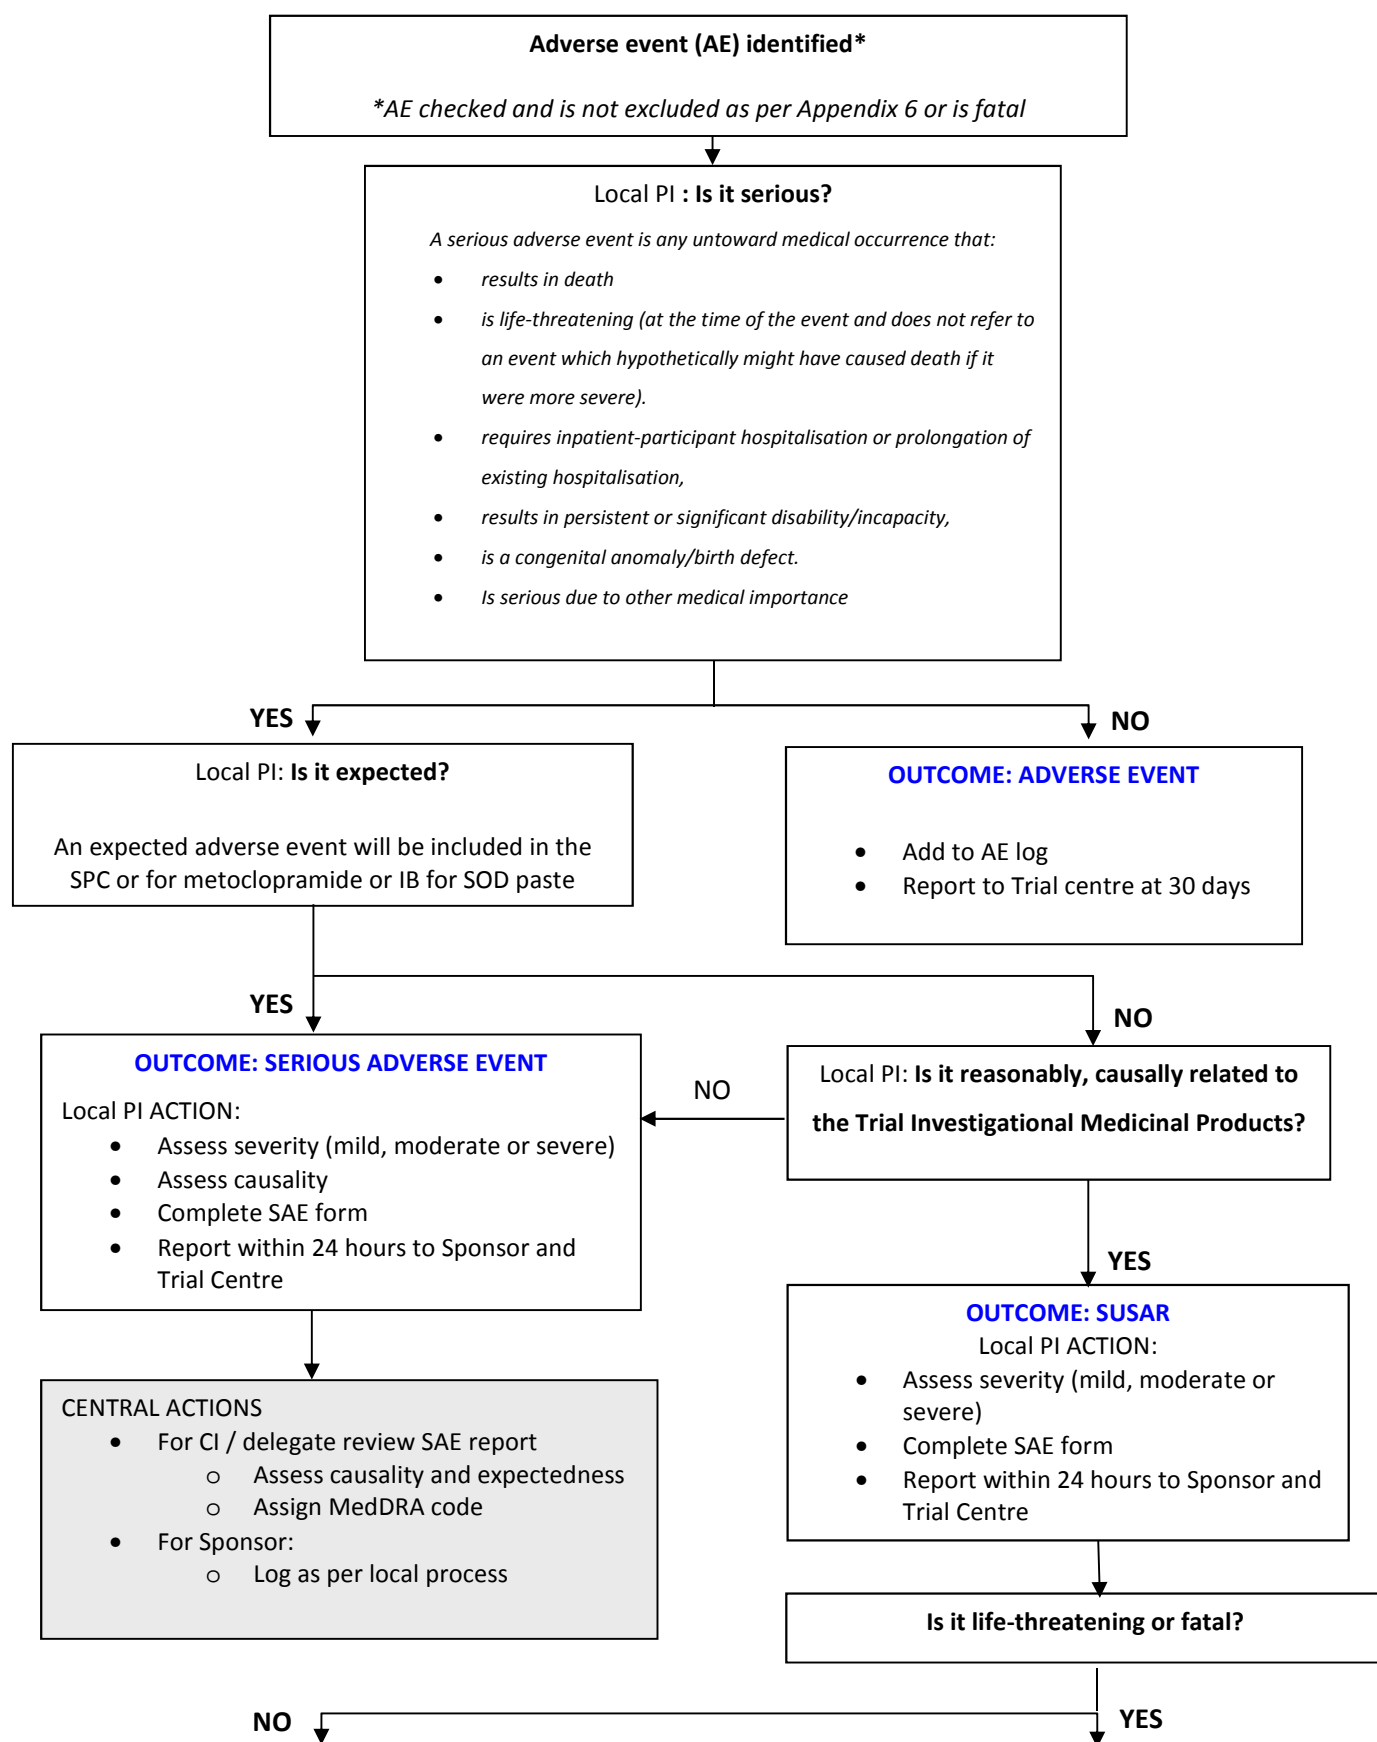 Adverse event (AE) identified*
*AE checked and is not excluded as per Appendix 6 or is fatal
Local PI : Is it serious?
A serious adverse event is any untoward medical occurrence that:
• results in death
• is life-threatening (at the time of the event and does not refer to
an event which hypothetically might have caused death if it
were more severe).
• requires inpatient-participant hospitalisation or prolongation of
existing hospitalisation,
• results in persistent or significant disability/incapacity,
• is a congenital anomaly/birth defect.
• Is serious due to other medical importance
YES
NO
Local PI: Is it expected?
An expected adverse event will be included in the
SPC or for metoclopramide or IB for SOD paste
OUTCOME: ADVERSE EVENT
• Add to AE log
• Report to Trial centre at 30 days
YES
NO
OUTCOME: SERIOUS ADVERSE EVENT
Local PI ACTION:
• Assess severity (mild, moderate or severe)
• Assess causality
• Complete SAE form
• Report within 24 hours to Sponsor and
Trial Centre
NO
Local PI: Is it reasonably, causally related to
the Trial Investigational Medicinal Products?
YES
OUTCOME: SUSAR
Local PI ACTION:
• Assess severity (mild, moderate or
severe)
• Complete SAE form
• Report within 24 hours to Sponsor and
Trial Centre
CENTRAL ACTIONS
• For CI / delegate review SAE report
o Assess causality and expectedness
o Assign MedDRA code
• For Sponsor:
o Log as per local process
Is it life-threatening or fatal?
NO
YES